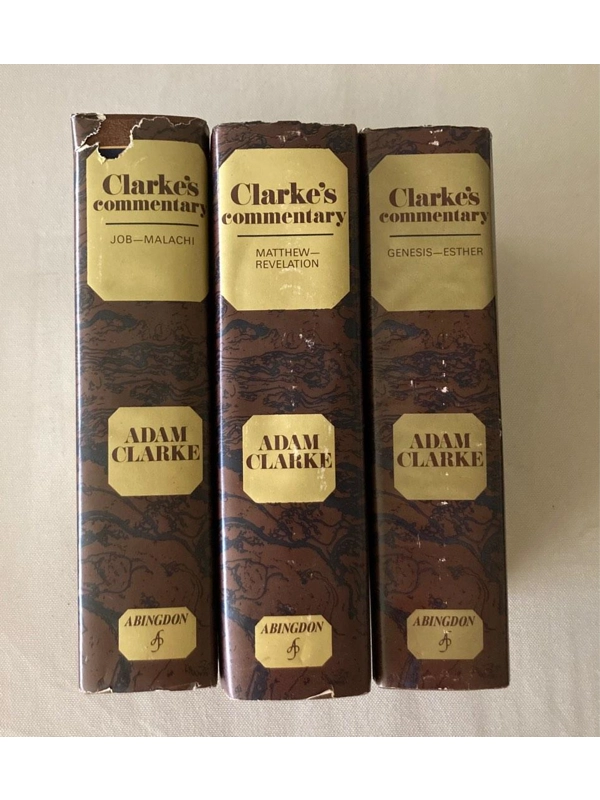 Clarke's
commentary
JOB—MALACHI
ADAM
CLARKE
ABINGDON
Clarke's
commentary
MATTHEW—
REVELATION
ADAM
CLARKE
ABINGDON
Clarke's
commentary
GENESIS—ESTHER
ADAM
CLARKE
ABINGDON